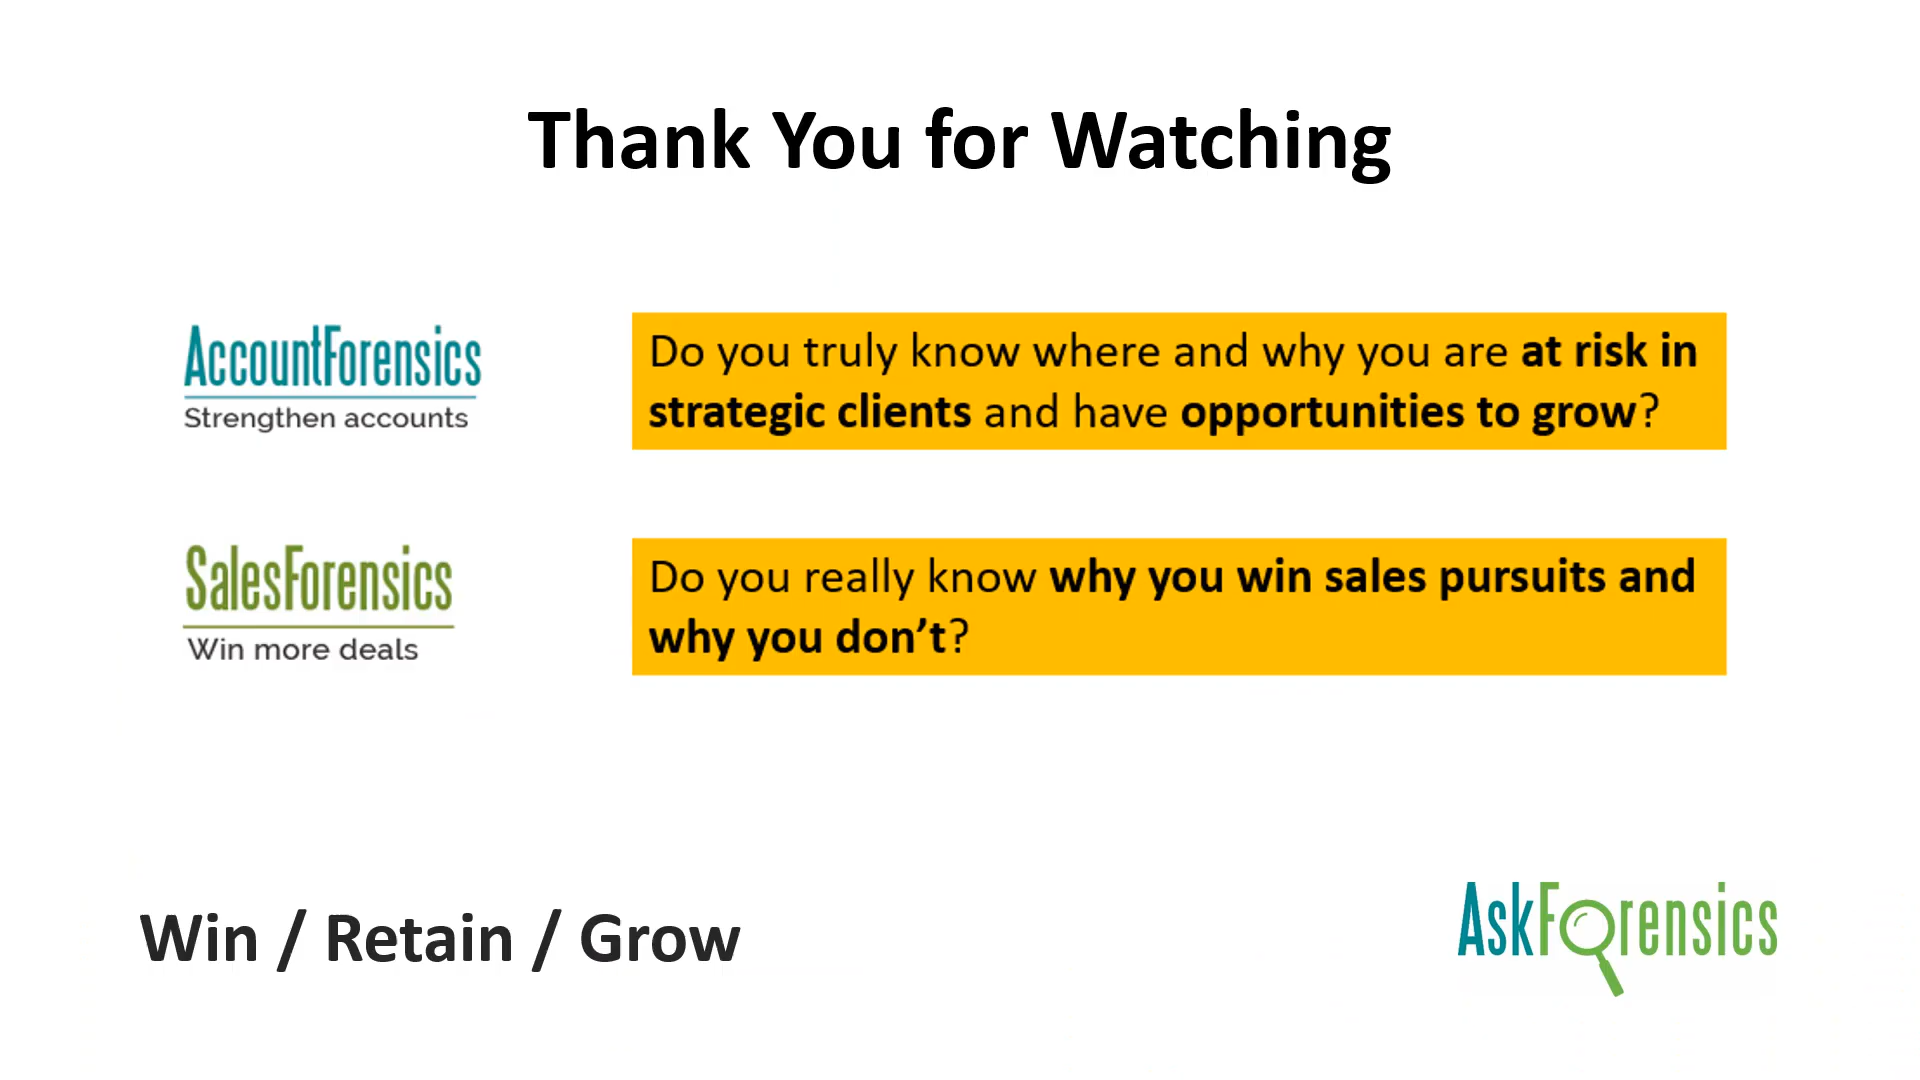 Thank You for Watching
AccountForensics
Strengthen accounts
Do you truly know where and why you are at risk in
strategic clients and have opportunities to grow?
SalesForensics
Win more deals
Do you really know why you win sales pursuits and
why you don’t?
Win / Retain / Grow
AskForensics